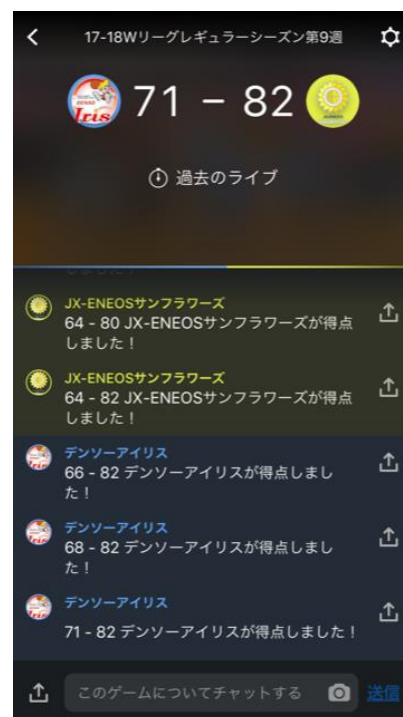 17-18Wリーグレギュラーシーズン第9週
Iris
71 - 82
過去のライブ
しました！
JX-ENEOSサンフラワーズ
64 - 80 JX-ENEOSサンフラワーズが得点
しました！
JX-ENEOSサンフラワーズ
64 - 82 JX-ENEOSサンフラワーズが得点
しました！
デンソーアイリス
66 - 82 デンソーアイリスが得点しまし
た！
デンソーアイリス
68 - 82 デンソーアイリスが得点しまし
た！
デンソーアイリス
71 - 82 デンソーアイリスが得点しました！
このゲームについてチャットする
送信